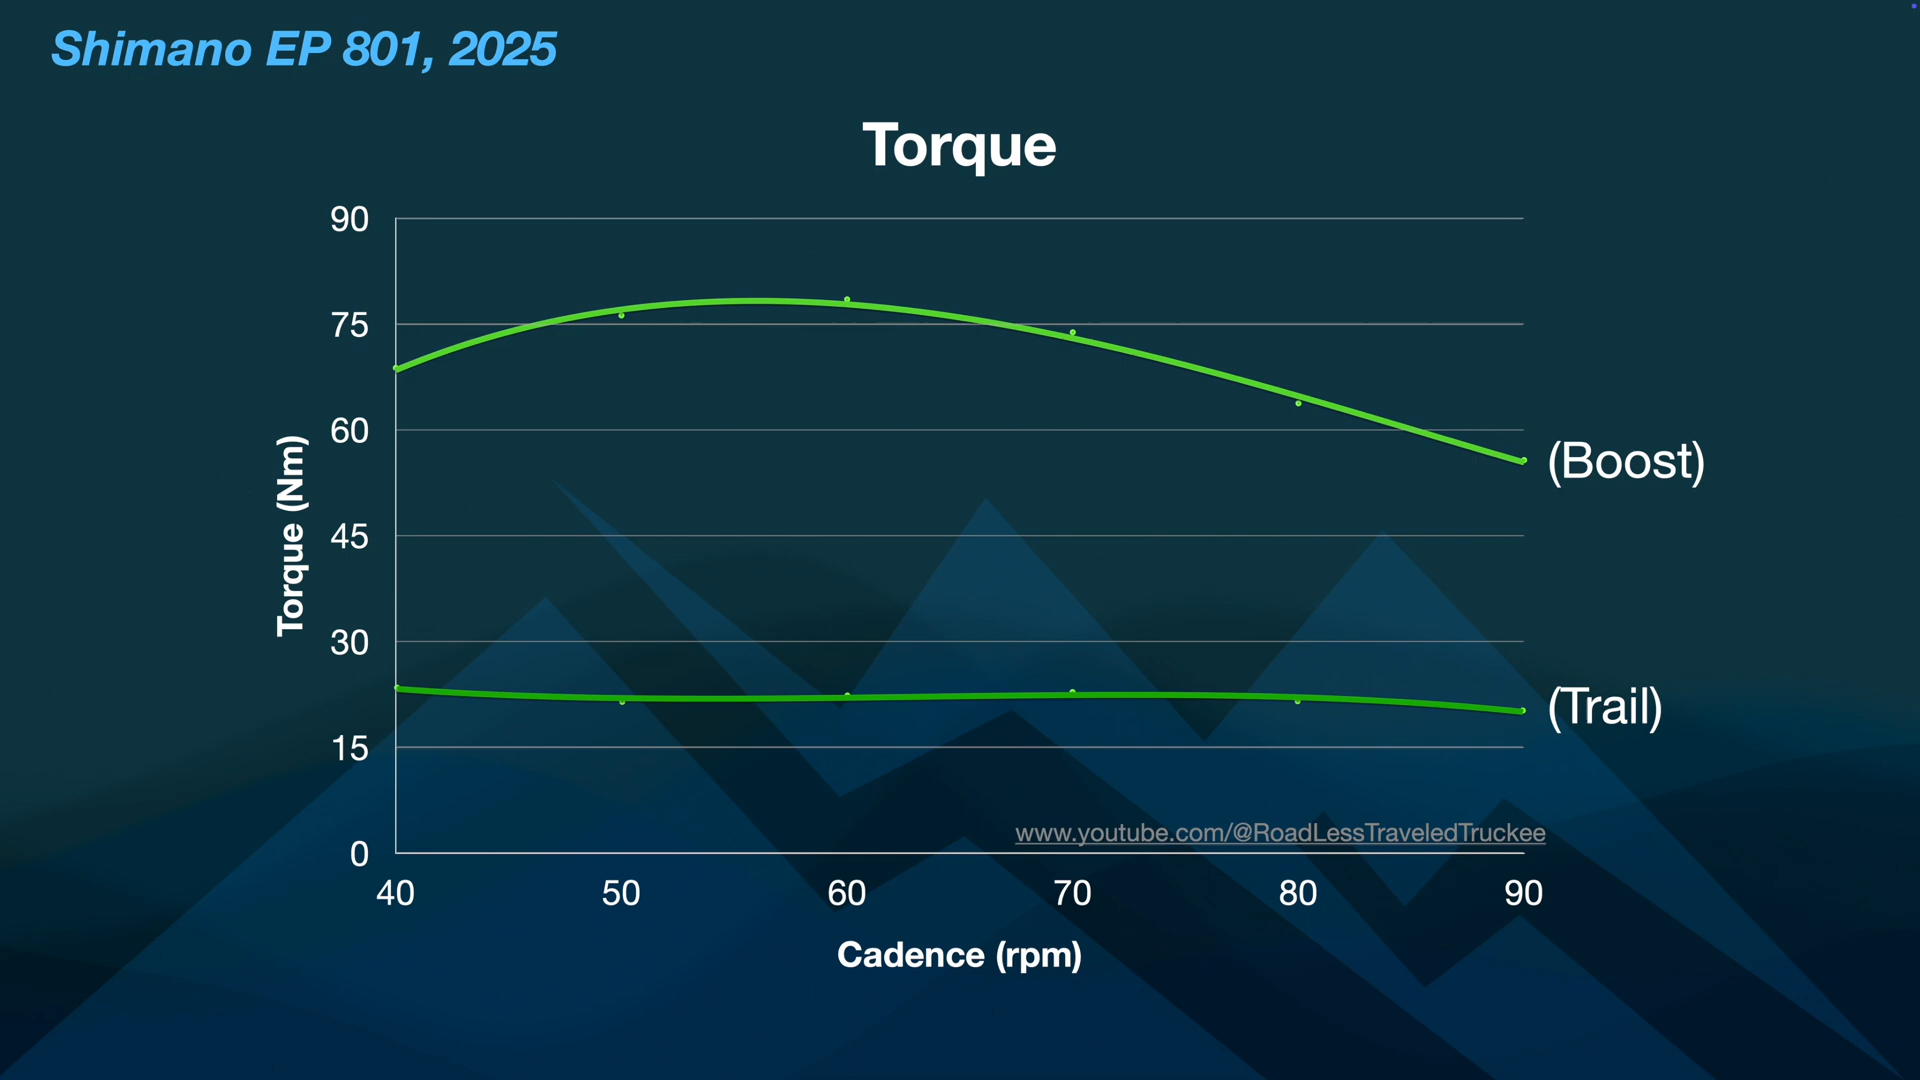 Shimano EP 801, 2025
Torque
90
75
60
45
30
15
0
Torque (Nm)
(Boost)
(Trail)
www.youtube.com/@RoadLessTraveledTruckee
40 50 60 70 80 90
Cadence (rpm)